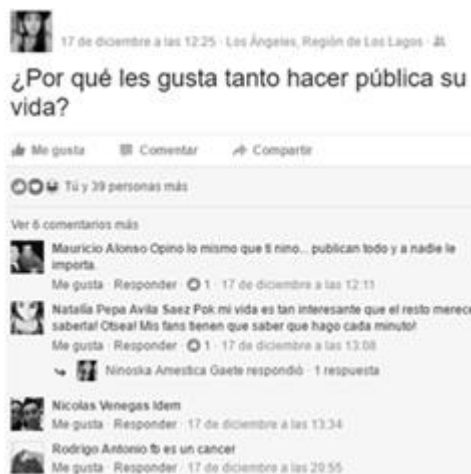 17 de diciembre a las 12:25 · Los Ángeles, Región de Los Lagos ·
¿Por qué les gusta tanto hacer pública su
vida?
Me gusta Comentar Compartir
Tú y 39 personas más
Ver 6 comentarios más
Mauricio Alonso Opino lo mismo que ti nino... publican todo y a nadie le
importa.
Me gusta · Responder · 1 · 17 de diciembre a las 12:11
Natalia Pepa Avila Saez Pok mi vida es tan interesante que el resto merece
saberla! Otsea! Mis fans tienen que saber que hago cada minuto!
Me gusta · Responder · 1 · 17 de diciembre a las 13:08
Ninoska Amestica Gaete respondió · 1 respuesta
Nicolas Venegas Idem
Me gusta · Responder · 17 de diciembre a las 13:34
Rodrigo Antonio fb es un cancer
Me gusta · Responder · 17 de diciembre a las 20:55